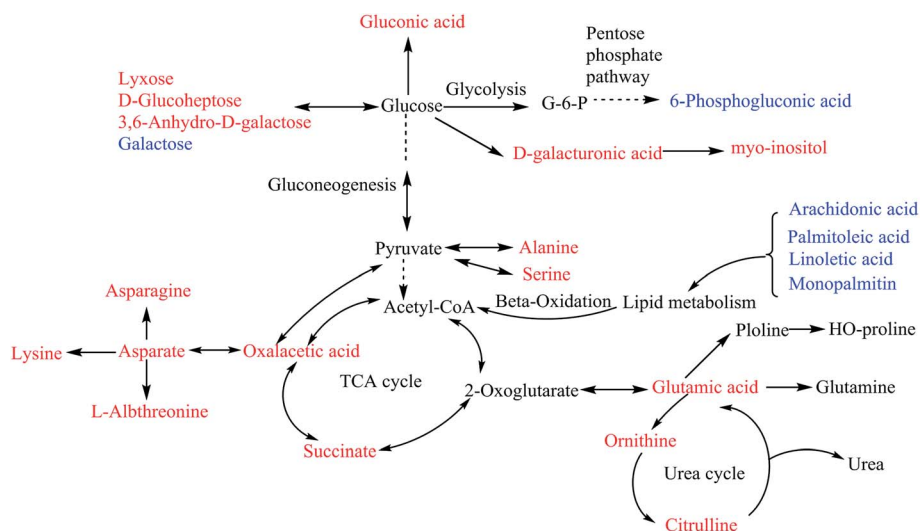 Gluconic acid
Pentose
phosphate
pathway
Lyxose
D-Glucoheptose
3,6-Anhydro-D-galactose
Galactose
Glucose
Glycolysis
G-6-P
6-Phosphogluconic acid
D-galacturonic acid
myo-inositol
Gluconeogenesis
Arachidonic acid
Palmitoleic acid
Linoletic acid
Monopalmitin
Pyruvate
Alanine
Serine
Asparagine
Acetyl-CoA
Beta-Oxidation
Lipid metabolism
Ploline
HO-proline
Lysine
Asparate
Oxalacetic acid
TCA cycle
2-Oxoglutarate
Glutamic acid
Glutamine
L-Albthreonine
Succinate
Ornithine
Urea cycle
Urea
Citrulline